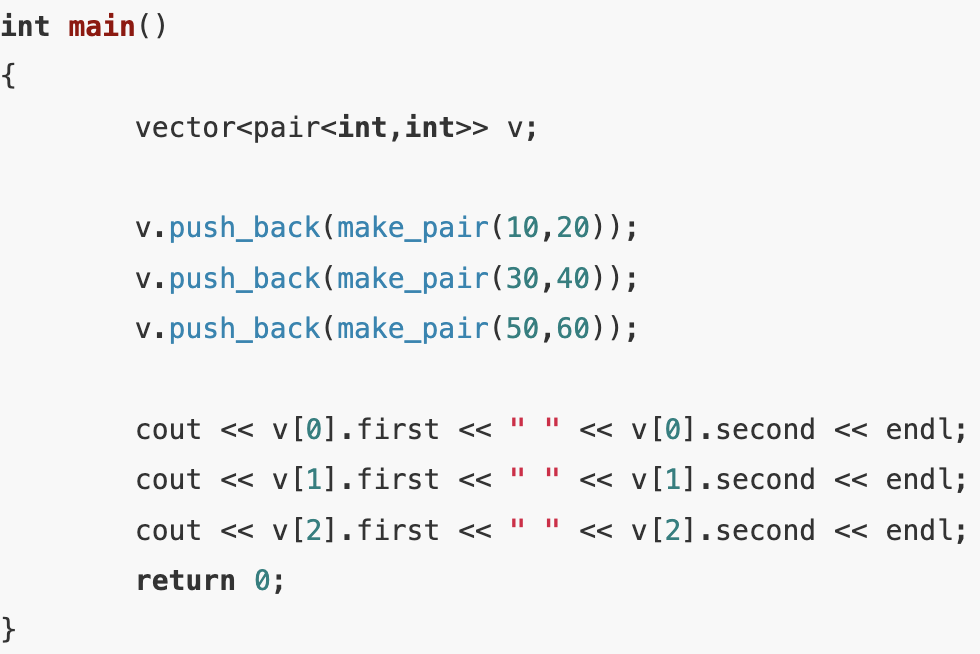 int main()
{
vector<pair<int,int>> v;
v.push_back(make_pair(10,20));
v.push_back(make_pair(30,40));
v.push_back(make_pair(50,60));
cout << v[0].first << " " << v[0].second << endl;
cout << v[1].first << " " << v[1].second << endl;
cout << v[2].first << " " << v[2].second << endl;
return 0;
}